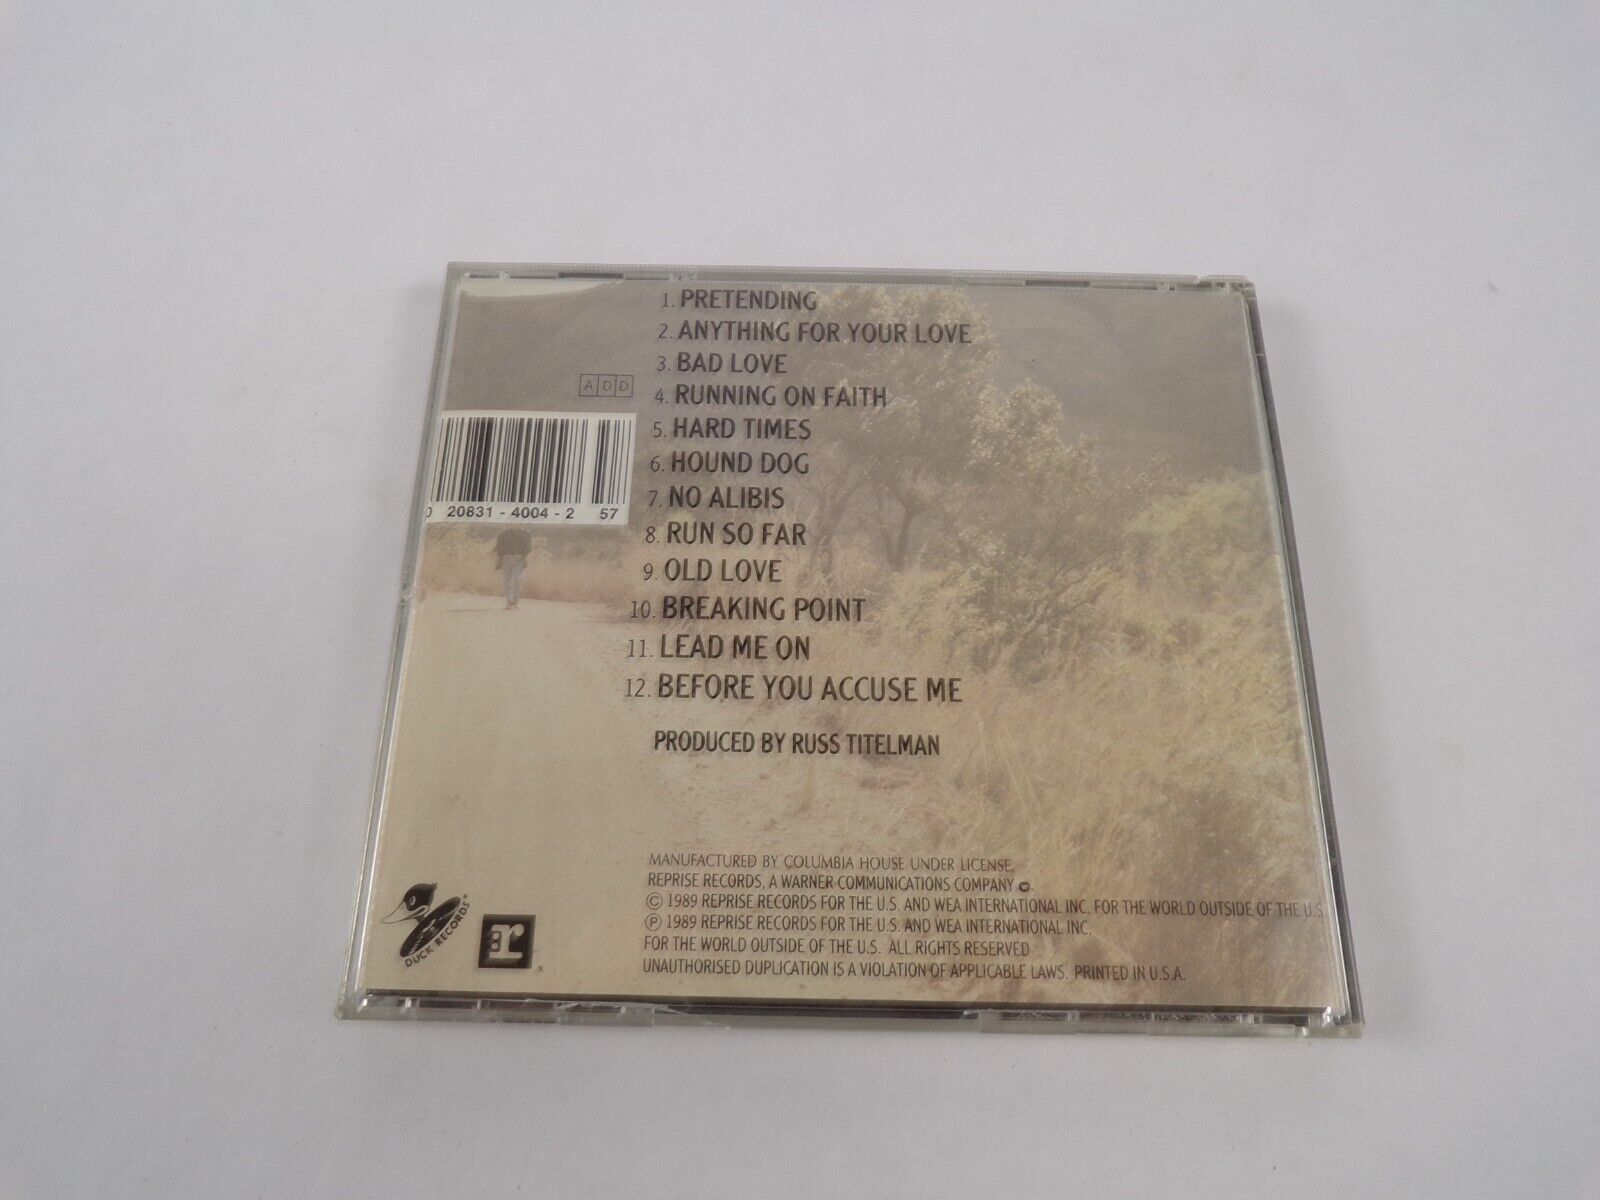 1. PRETENDING
2. ANYTHING FOR YOUR LOVE
3. BAD LOVE
4. RUNNING ON FAITH
5. HARD TIMES
6. HOUND DOG
7. NO ALIBIS
8. RUN SO FAR
9. OLD LOVE
10. BREAKING POINT
11. LEAD ME ON
12. BEFORE YOU ACCUSE ME
PRODUCED BY RUSS TITELMAN
ADD
0 20831 - 4004 - 2 57
MANUFACTURED BY COLUMBIA HOUSE UNDER LICENSE,
REPRISE RECORDS, A WARNER COMMUNICATIONS COMPANY
© 1989 REPRISE RECORDS FOR THE U.S. AND WEA INTERNATIONAL INC. FOR THE WORLD OUTSIDE OF THE U.S
℗ 1989 REPRISE RECORDS FOR THE U.S. AND WEA INTERNATIONAL INC.
FOR THE WORLD OUTSIDE OF THE U.S. ALL RIGHTS RESERVED
UNAUTHORISED DUPLICATION IS A VIOLATION OF APPLICABLE LAWS. PRINTED IN U.S.A.
DUCK RECORDS
r